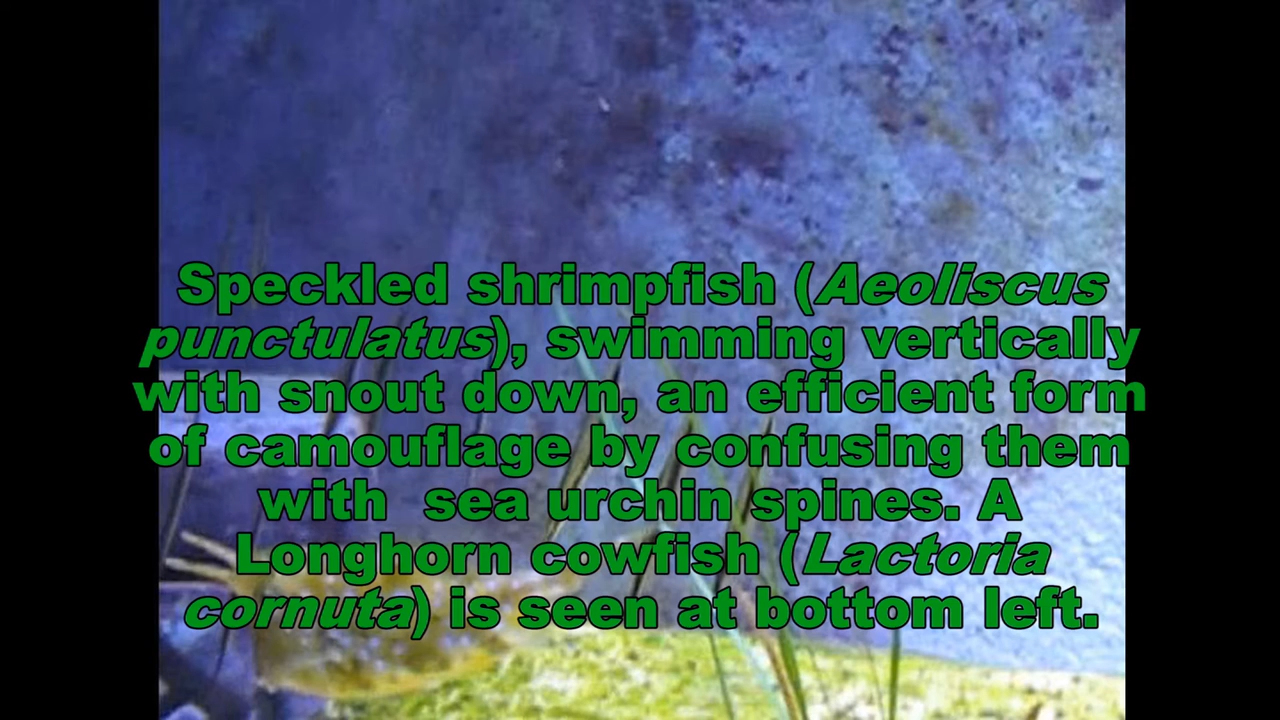 Speckled shrimpfish (Aeoliscus
punctulatus), swimming vertically
with snout down, an efficient form
of camouflage by confusing them
with  sea urchin spines. A
Longhorn cowfish (Lactoria
cornuta) is seen at bottom left.